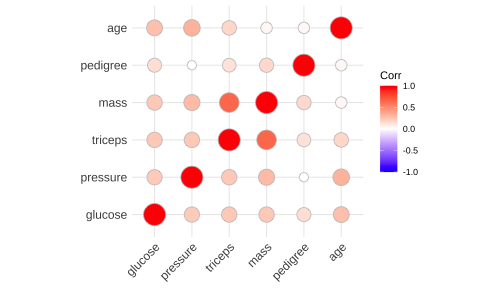 age
pedigree
mass
triceps
pressure
glucose
glucose
pressure
triceps
mass
pedigree
age
Corr
1.0
0.5
0.0
-0.5
-1.0